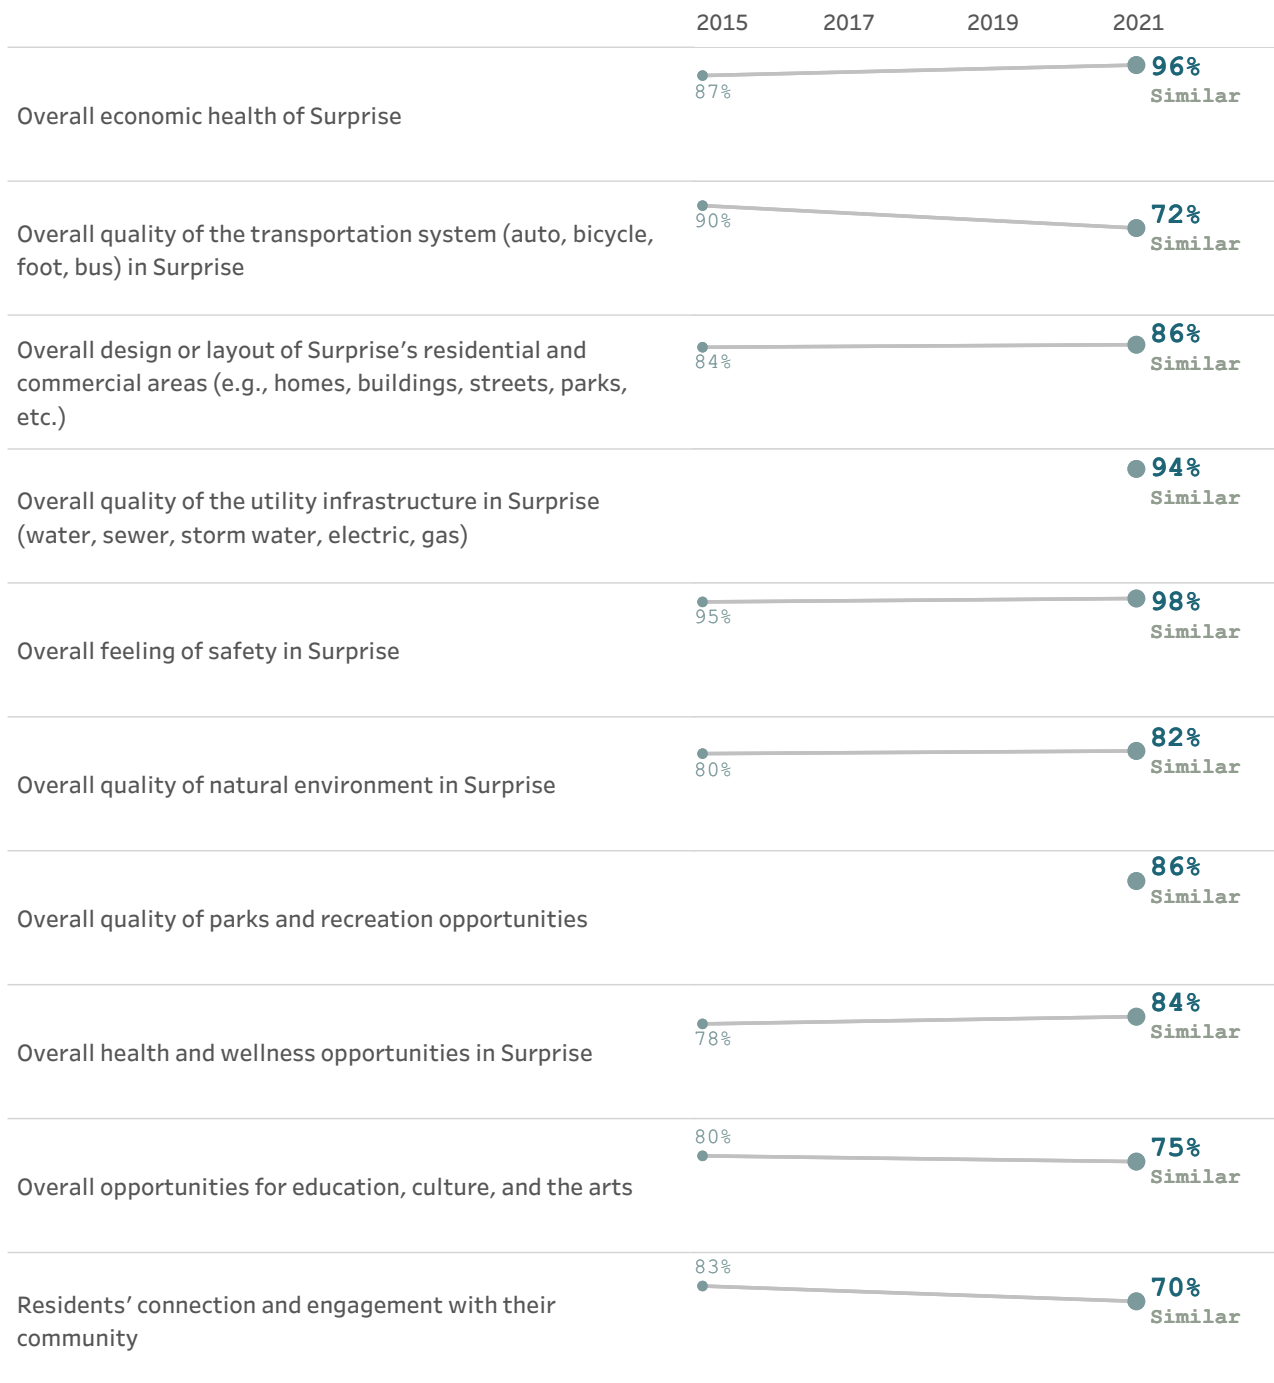 2015 2017 2019 2021
96%
87%
Similar
Overall economic health of Surprise
72%
90%
Similar
Overall quality of the transportation system (auto, bicycle,
foot, bus) in Surprise
86%
84%
Similar
Overall design or layout of Surprise’s residential and
commercial areas (e.g., homes, buildings, streets, parks,
etc.)
94%
Similar
Overall quality of the utility infrastructure in Surprise
(water, sewer, storm water, electric, gas)
98%
95%
Similar
Overall feeling of safety in Surprise
82%
80%
Similar
Overall quality of natural environment in Surprise
86%
Similar
Overall quality of parks and recreation opportunities
84%
78%
Similar
Overall health and wellness opportunities in Surprise
80%
75%
Similar
Overall opportunities for education, culture, and the arts
83%
70%
Similar
Residents’ connection and engagement with their
community